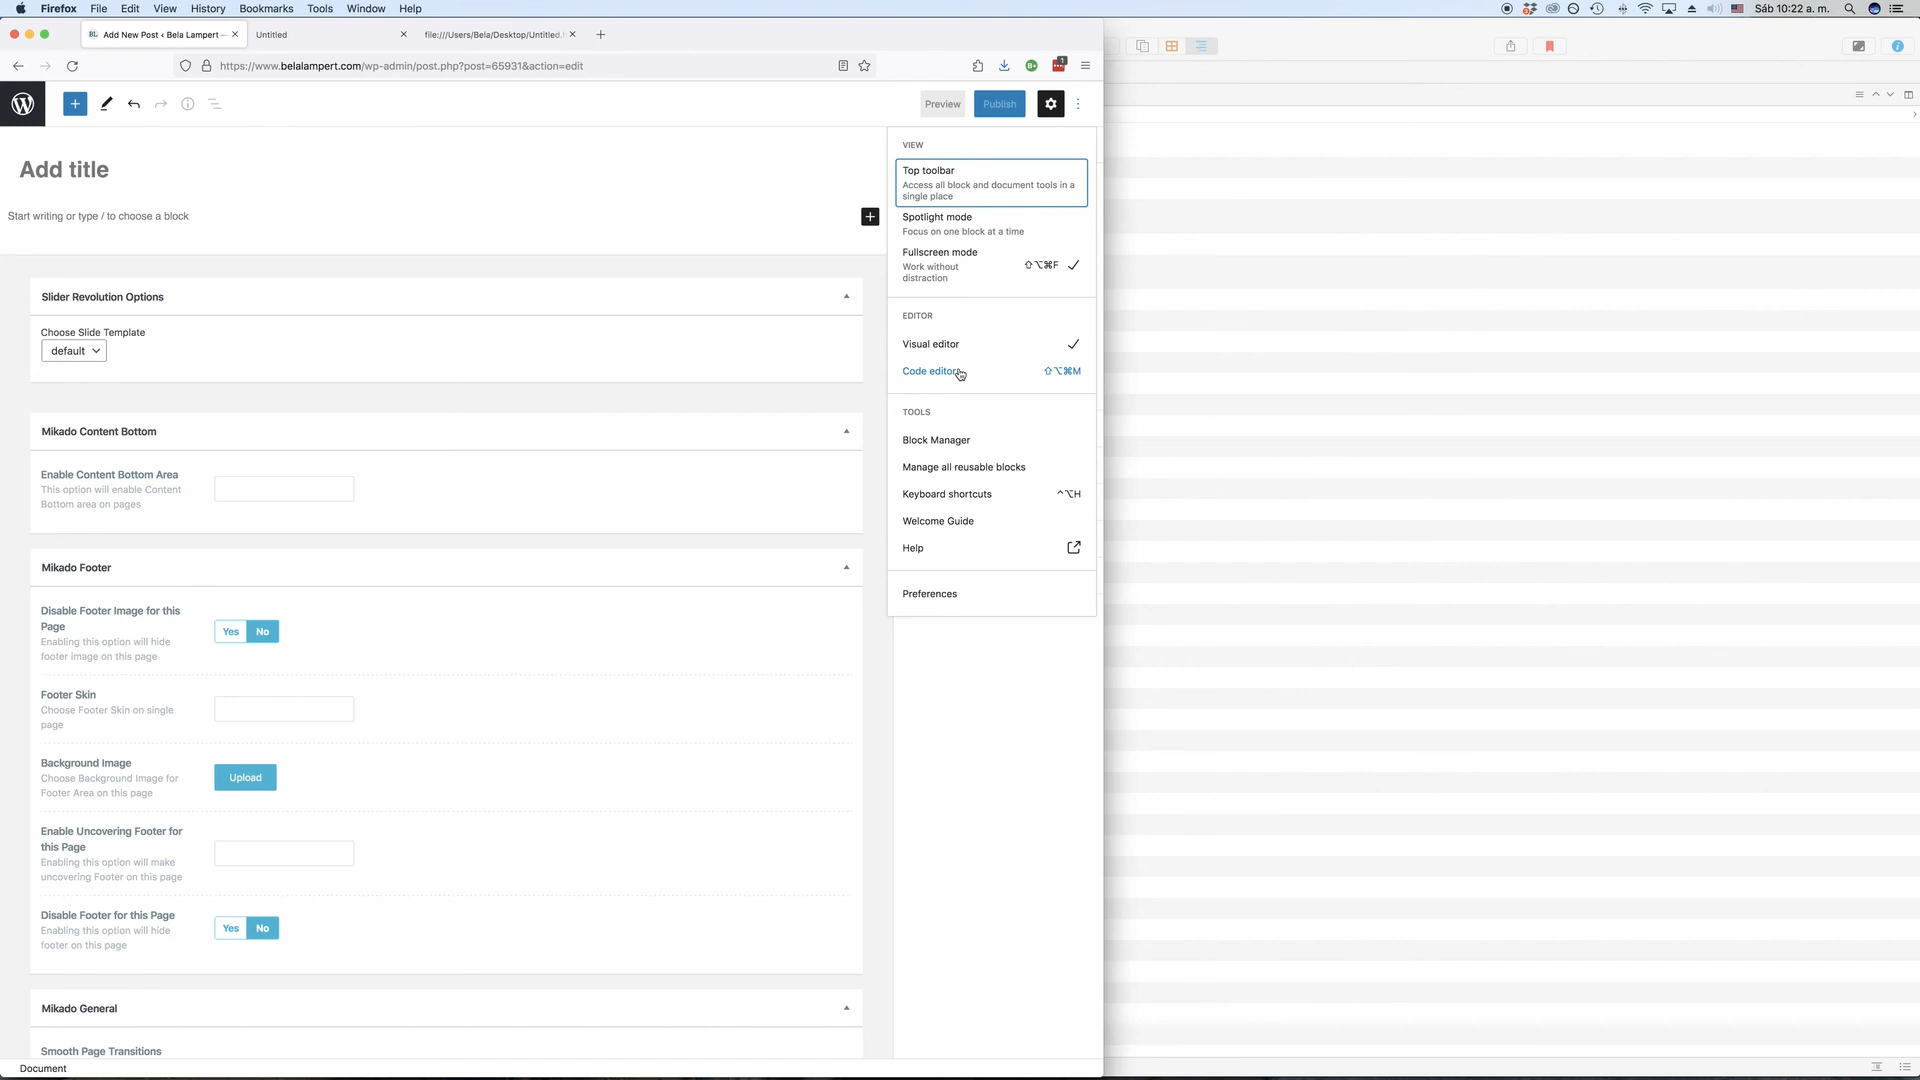 Firefox File Edit View History Bookmarks Tools Window Help
Sáb 10:22 a. m.
Add New Post ‹ Bela Lampert —
Untitled
file:///Users/Bela/Desktop/Untitled.
https://www.belalampert.com/wp-admin/post.php?post=65931&action=edit
Preview
Publish
Add title
Start writing or type / to choose a block
Slider Revolution Options
Choose Slide Template
default
Mikado Content Bottom
Enable Content Bottom Area
This option will enable Content
Bottom area on pages
Mikado Footer
Disable Footer Image for this
Page
Enabling this option will hide
footer image on this page
Yes No
Footer Skin
Choose Footer Skin on single
page
Background Image
Choose Background Image for
Footer Area on this page
Upload
Enable Uncovering Footer for
this Page
Enabling this option will make
uncovering Footer on this page
Disable Footer for this Page
Enabling this option will hide
footer on this page
Yes No
Mikado General
Smooth Page Transitions
Document
VIEW
Top toolbar
Access all block and document tools in a
single place
Spotlight mode
Focus on one block at a time
Fullscreen mode
Work without
distraction
⇧⌥⌘F
EDITOR
Visual editor
Code editor ⇧⌥⌘M
TOOLS
Block Manager
Manage all reusable blocks
Keyboard shortcuts ^⌥H
Welcome Guide
Help
Preferences